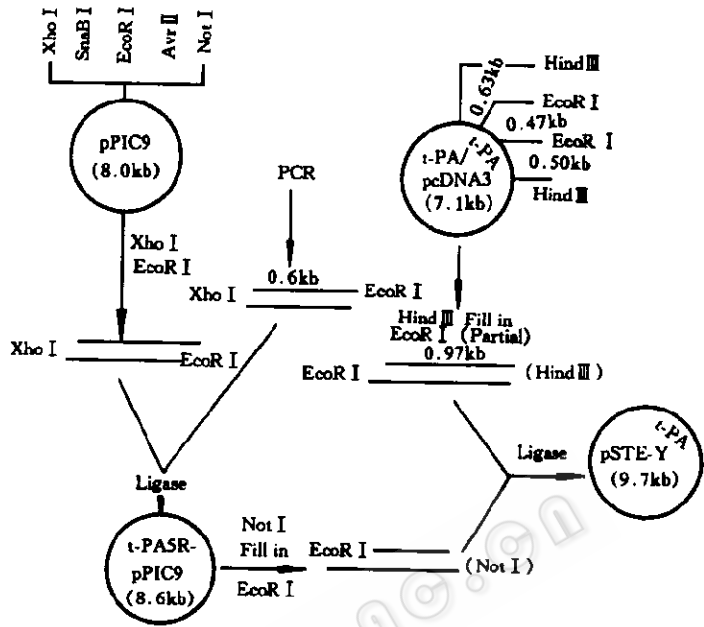 Xho Ⅰ
SnaB Ⅰ
EcoR Ⅰ
Avr Ⅱ
Not Ⅰ
pPIC9
(8.0kb)
Xho Ⅰ
EcoR Ⅰ
Xho Ⅰ
EcoR Ⅰ
PCR
0.6kb
Xho Ⅰ
EcoR Ⅰ
Hind Ⅲ
0.63kb
EcoR Ⅰ
0.47kb
EcoR Ⅰ
0.50kb
Hind Ⅲ
t-PA
t-PA/
pcDNA3
(7.1kb)
Hind Ⅲ Fill in
EcoR Ⅰ (Partial)
0.97kb
EcoR Ⅰ
(Hind Ⅲ)
Ligase
t-PA5R-
pPIC9
(8.6kb)
Not Ⅰ
Fill in
EcoR Ⅰ
EcoR Ⅰ
(Not Ⅰ)
Ligase
t-PA
pSTE-Y
(9.7kb)